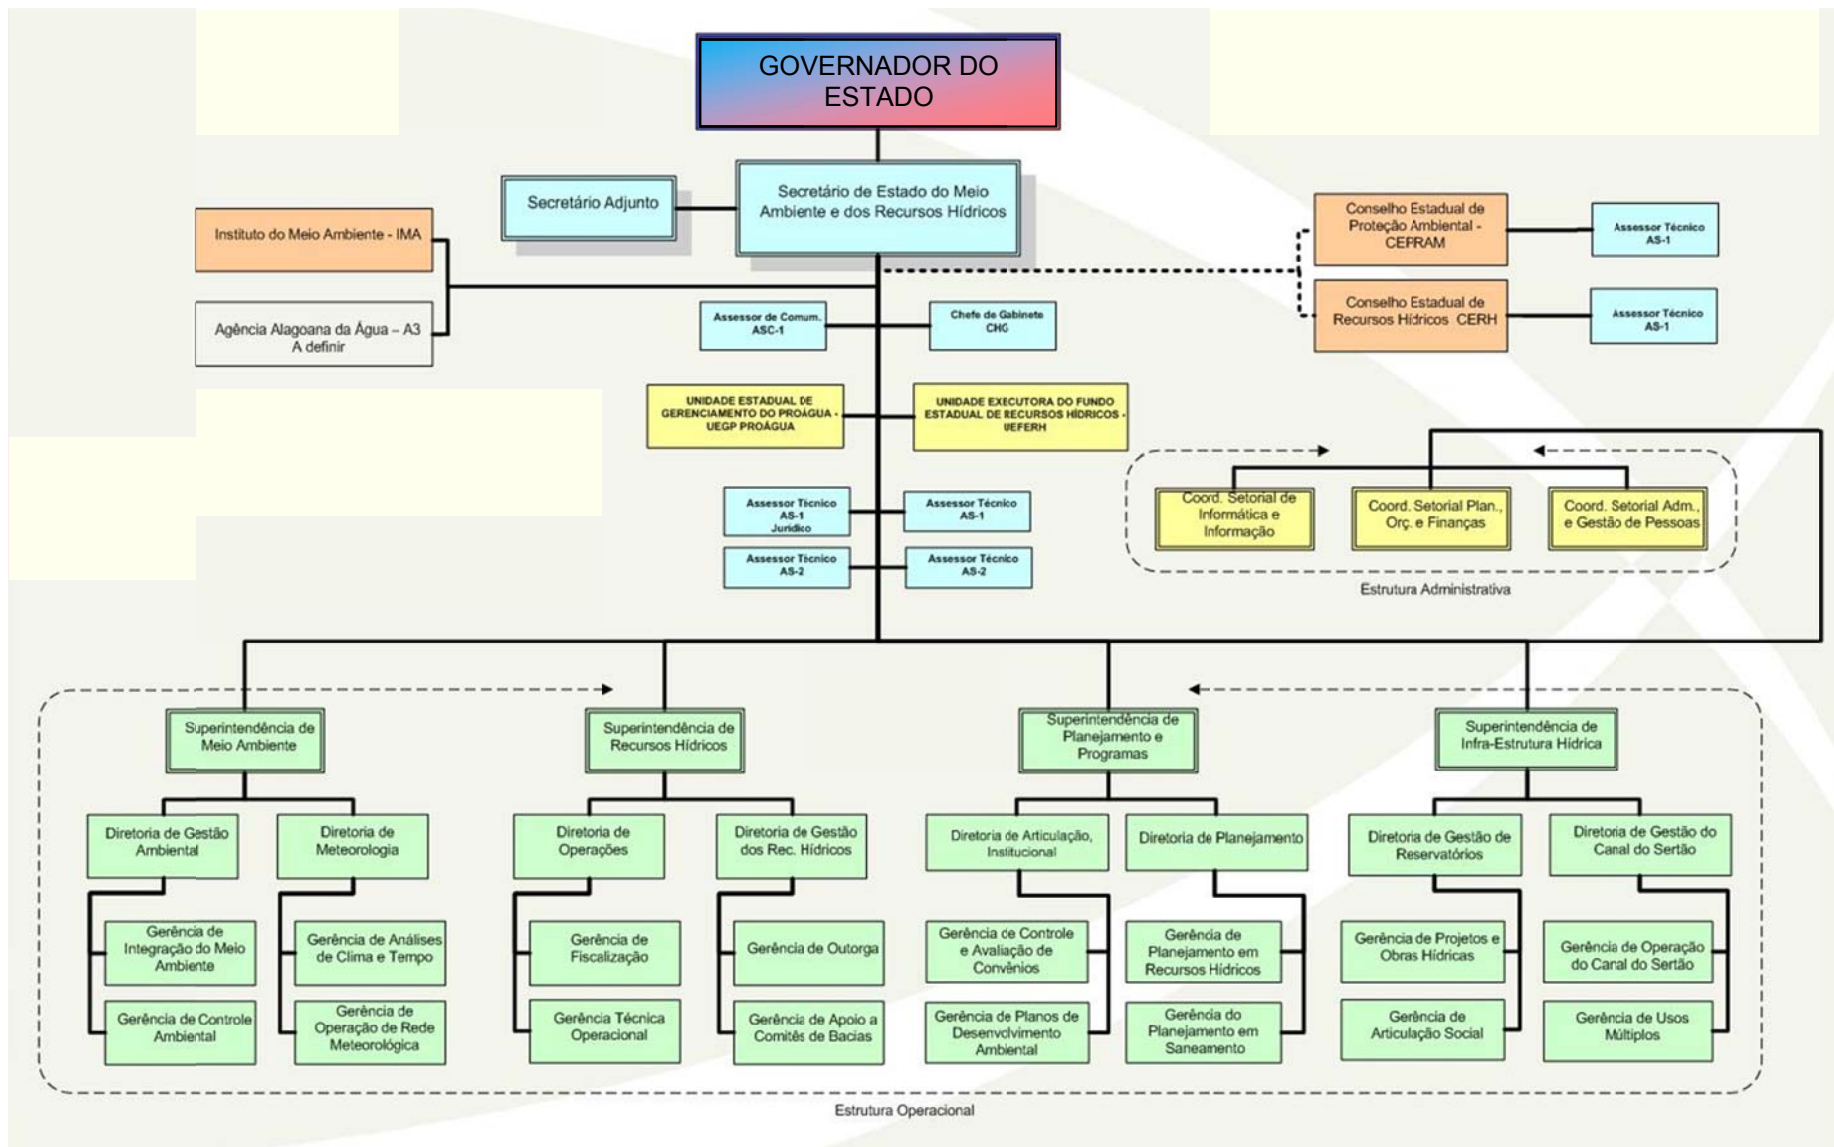 GOVERNADOR DO
ESTADO
Secretário Adjunto
Secretário de Estado do Meio
Ambiente e dos Recursos Hídricos
Instituto do Meio Ambiente - IMA
Agência Alagoana da Água – A3
A definir
Conselho Estadual de
Proteção Ambiental -
CEPRAM
Assessor Técnico
AS-1
Conselho Estadual de
Recursos Hídricos CERH
Assessor Técnico
AS-1
Assessor de Comum.
ASC-1
Chefe de Gabinete
CHG
UNIDADE ESTADUAL DE
GERENCIAMENTO DO PROÁGUA -
UEGP PROÁGUA
UNIDADE EXECUTORA DO FUNDO
ESTADUAL DE RECURSOS HÍDRICOS -
UEFERH
Assessor Técnico
AS-1
Jurídico
Assessor Técnico
AS-1
Assessor Técnico
AS-2
Assessor Técnico
AS-2
Coord. Setorial de
Informática e
Informação
Coord. Setorial Plan.,
Orç. e Finanças
Coord. Setorial Adm.,
e Gestão de Pessoas
Estrutura Administrativa
Superintendência de
Meio Ambiente
Superintendência de
Recursos Hídricos
Superintendência de
Planejamento e
Programas
Superintendência de
Infra-Estrutura Hídrica
Diretoria de Gestão
Ambiental
Diretoria de
Meteorologia
Diretoria de
Operações
Diretoria de Gestão
dos Rec. Hídricos
Diretoria de Articulação,
Institucional
Diretoria de Planejamento
Diretoria de Gestão de
Reservatórios
Diretoria de Gestão do
Canal do Sertão
Gerência de
Integração do Meio
Ambiente
Gerência de Análises
de Clima e Tempo
Gerência de
Fiscalização
Gerência de Outorga
Gerência de Controle
e Avaliação de
Convênios
Gerência de
Planejamento em
Recursos Hídricos
Gerência de Projetos e
Obras Hídricas
Gerência de Operação
do Canal do Sertão
Gerência de Controle
Ambiental
Gerência de
Operação de Rede
Meteorológica
Gerência Técnica
Operacional
Gerência de Apoio a
Comitês de Bacias
Gerência de Planos de
Desenvolvimento
Ambiental
Gerência do
Planejamento em
Saneamento
Gerência de
Articulação Social
Gerência de Usos
Múltiplos
Estrutura Operacional